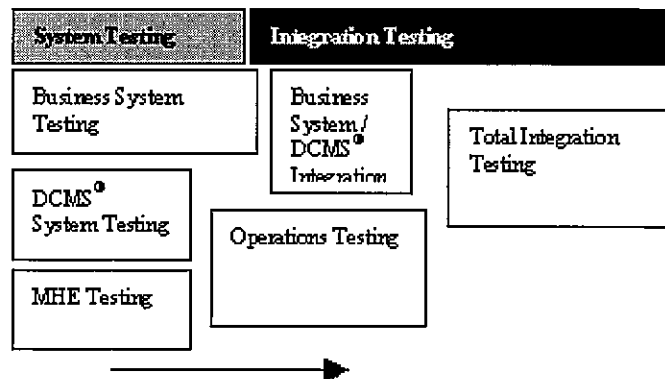 System Testing
Integration Testing
Business System
Testing
Business
System /
DCMS®
Integration
Total Integration
Testing
DCMS®
System Testing
Operations Testing
MHE Testing